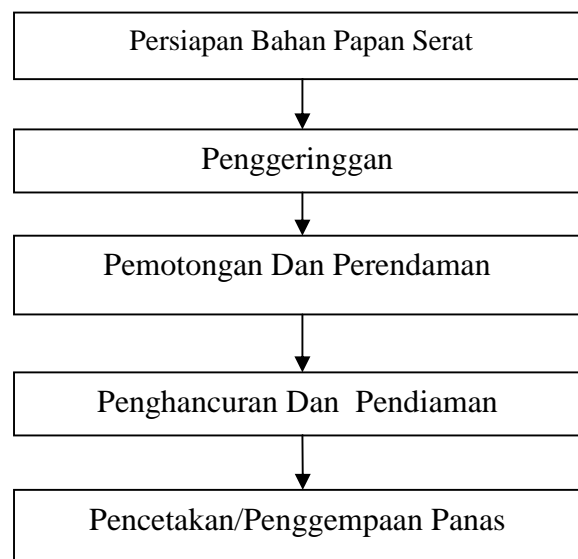 Persiapan Bahan Papan Serat
Penggeringgan
Pemotongan Dan Perendaman
Penghancuran Dan Pendiaman
Pencetakan/Penggempaan Panas